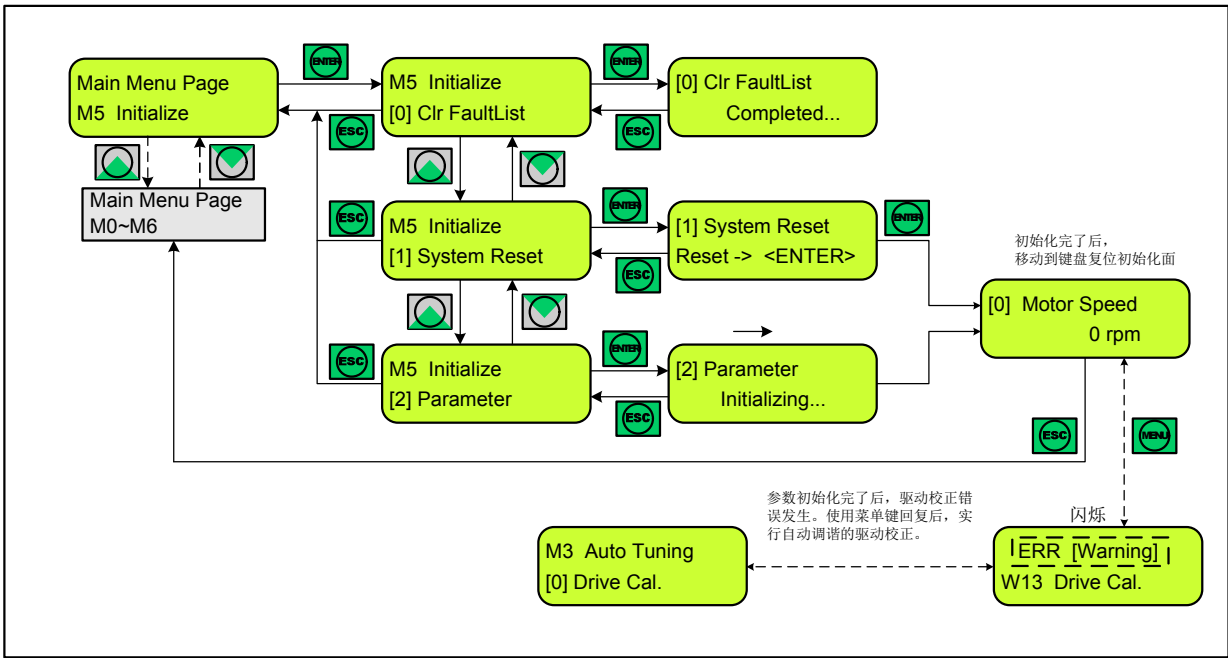 ENTER
ENTER
Main Menu Page
M5 Initialize
M5 Initialize
[0] Clr FaultList
[0] Clr FaultList
Completed...
ESC
ESC
Main Menu Page
M0~M6
ESC
ENTER
ENTER
M5 Initialize
[1] System Reset
[1] System Reset
Reset -> <ENTER>
ESC
初始化完了后，
移动到键盘复位初始化面
[0] Motor Speed
0 rpm
ESC
ENTER
M5 Initialize
[2] Parameter
[2] Parameter
Initializing...
ESC
ESC
MENU
参数初始化完了后，驱动校正错
误发生。使用菜单键回复后，实
行自动调谐的驱动校正。
闪烁
M3 Auto Tuning
[0] Drive Cal.
ERR [Warning]
W13 Drive Cal.